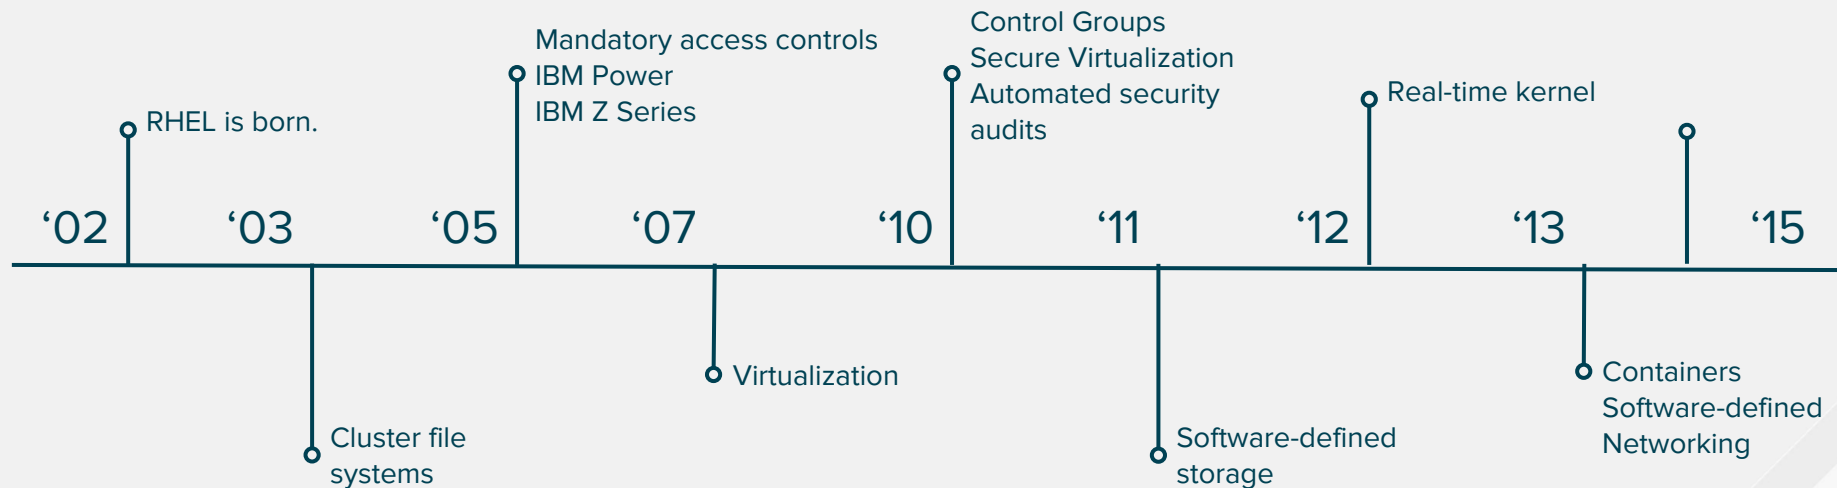 Control Groups
Mandatory access controls
Secure Virtualization
IBM Power
Automated security
Real-time kernel
IBM Z Series
RHEL is born.
audits
‘02
‘03
‘05
‘07
‘10
‘11
‘12
‘13
‘15
Virtualization
Containers
Software-defined
Networking
Cluster file
systems
Software-defined
storage